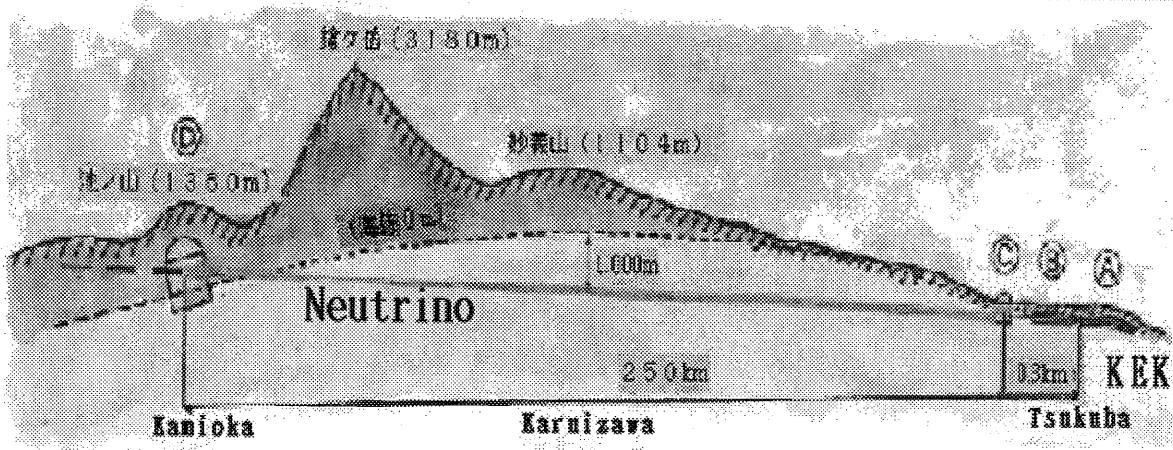 槍ケ岳 (3180m)
Ⓓ
妙義山 (1104m)
池ノ山 (1350m)
Ⓒ Ⓑ Ⓐ
1,000m
Neutrino
250km
0.3km
KEK
Kamioka
Karuizawa
Tsukuba